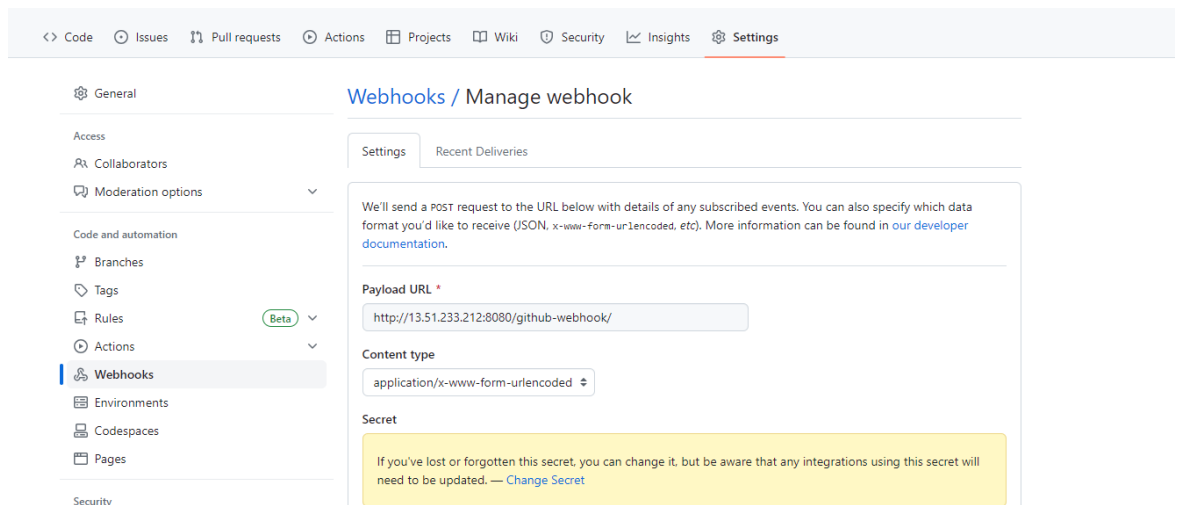 Code Issues Pull requests Actions Projects Wiki Security Insights Settings
General
Access
Collaborators
Moderation options
Code and automation
Branches
Tags
Rules Beta
Actions
Webhooks
Environments
Codespaces
Pages
Security
Webhooks / Manage webhook
Settings Recent Deliveries
We'll send a POST request to the URL below with details of any subscribed events. You can also specify which data
format you'd like to receive (JSON, x-www-form-urlencoded, etc). More information can be found in our developer
documentation.
Payload URL *
http://13.51.233.212:8080/github-webhook/
Content type
application/x-www-form-urlencoded
Secret
If you've lost or forgotten this secret, you can change it, but be aware that any integrations using this secret will
need to be updated. — Change Secret